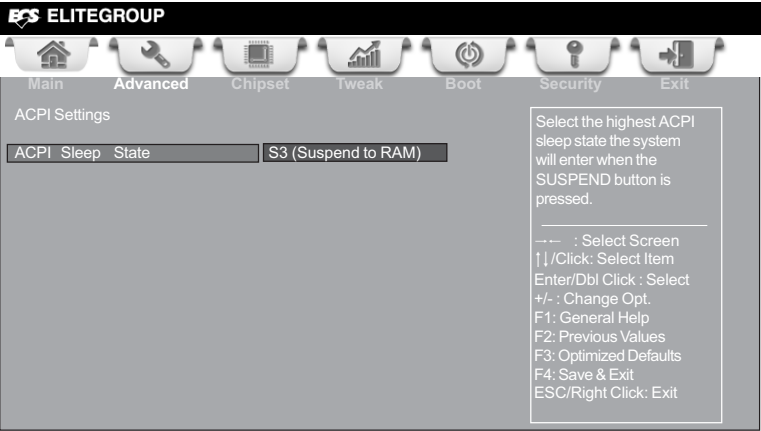 ECS ELITEGROUP
Main Advanced Chipset Tweak Boot Security Exit
ACPI Settings
ACPI Sleep State S3 (Suspend to RAM)
Select the highest ACPI
sleep state the system
will enter when the
SUSPEND button is
pressed.
→← : Select Screen
↑↓/Click: Select Item
Enter/Dbl Click : Select
+/- : Change Opt.
F1: General Help
F2: Previous Values
F3: Optimized Defaults
F4: Save & Exit
ESC/Right Click: Exit